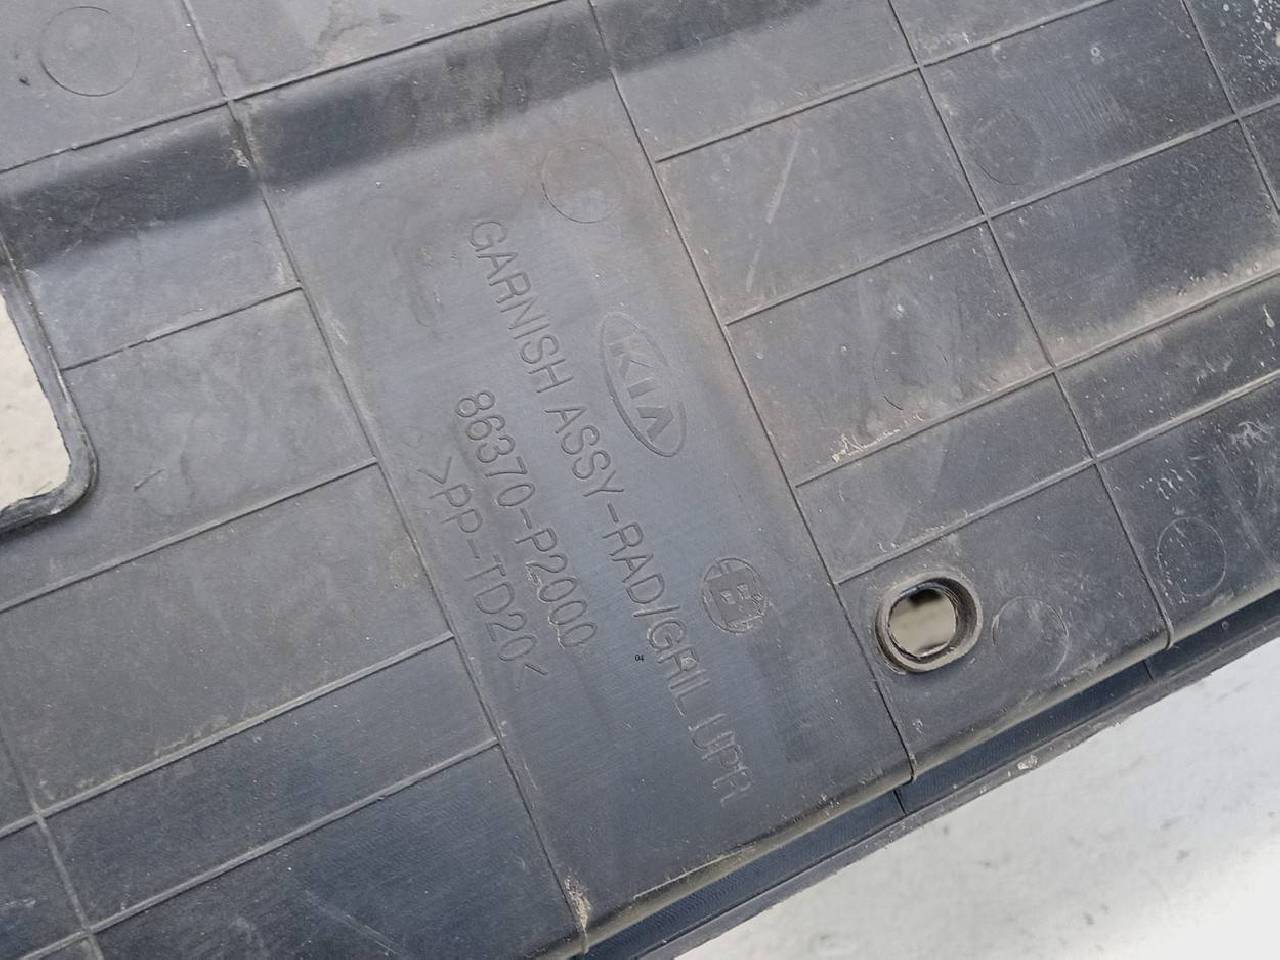 KIA
GARNISH ASSY-RAD/GRIL UPR
86370-P2000
>PP-TD20<